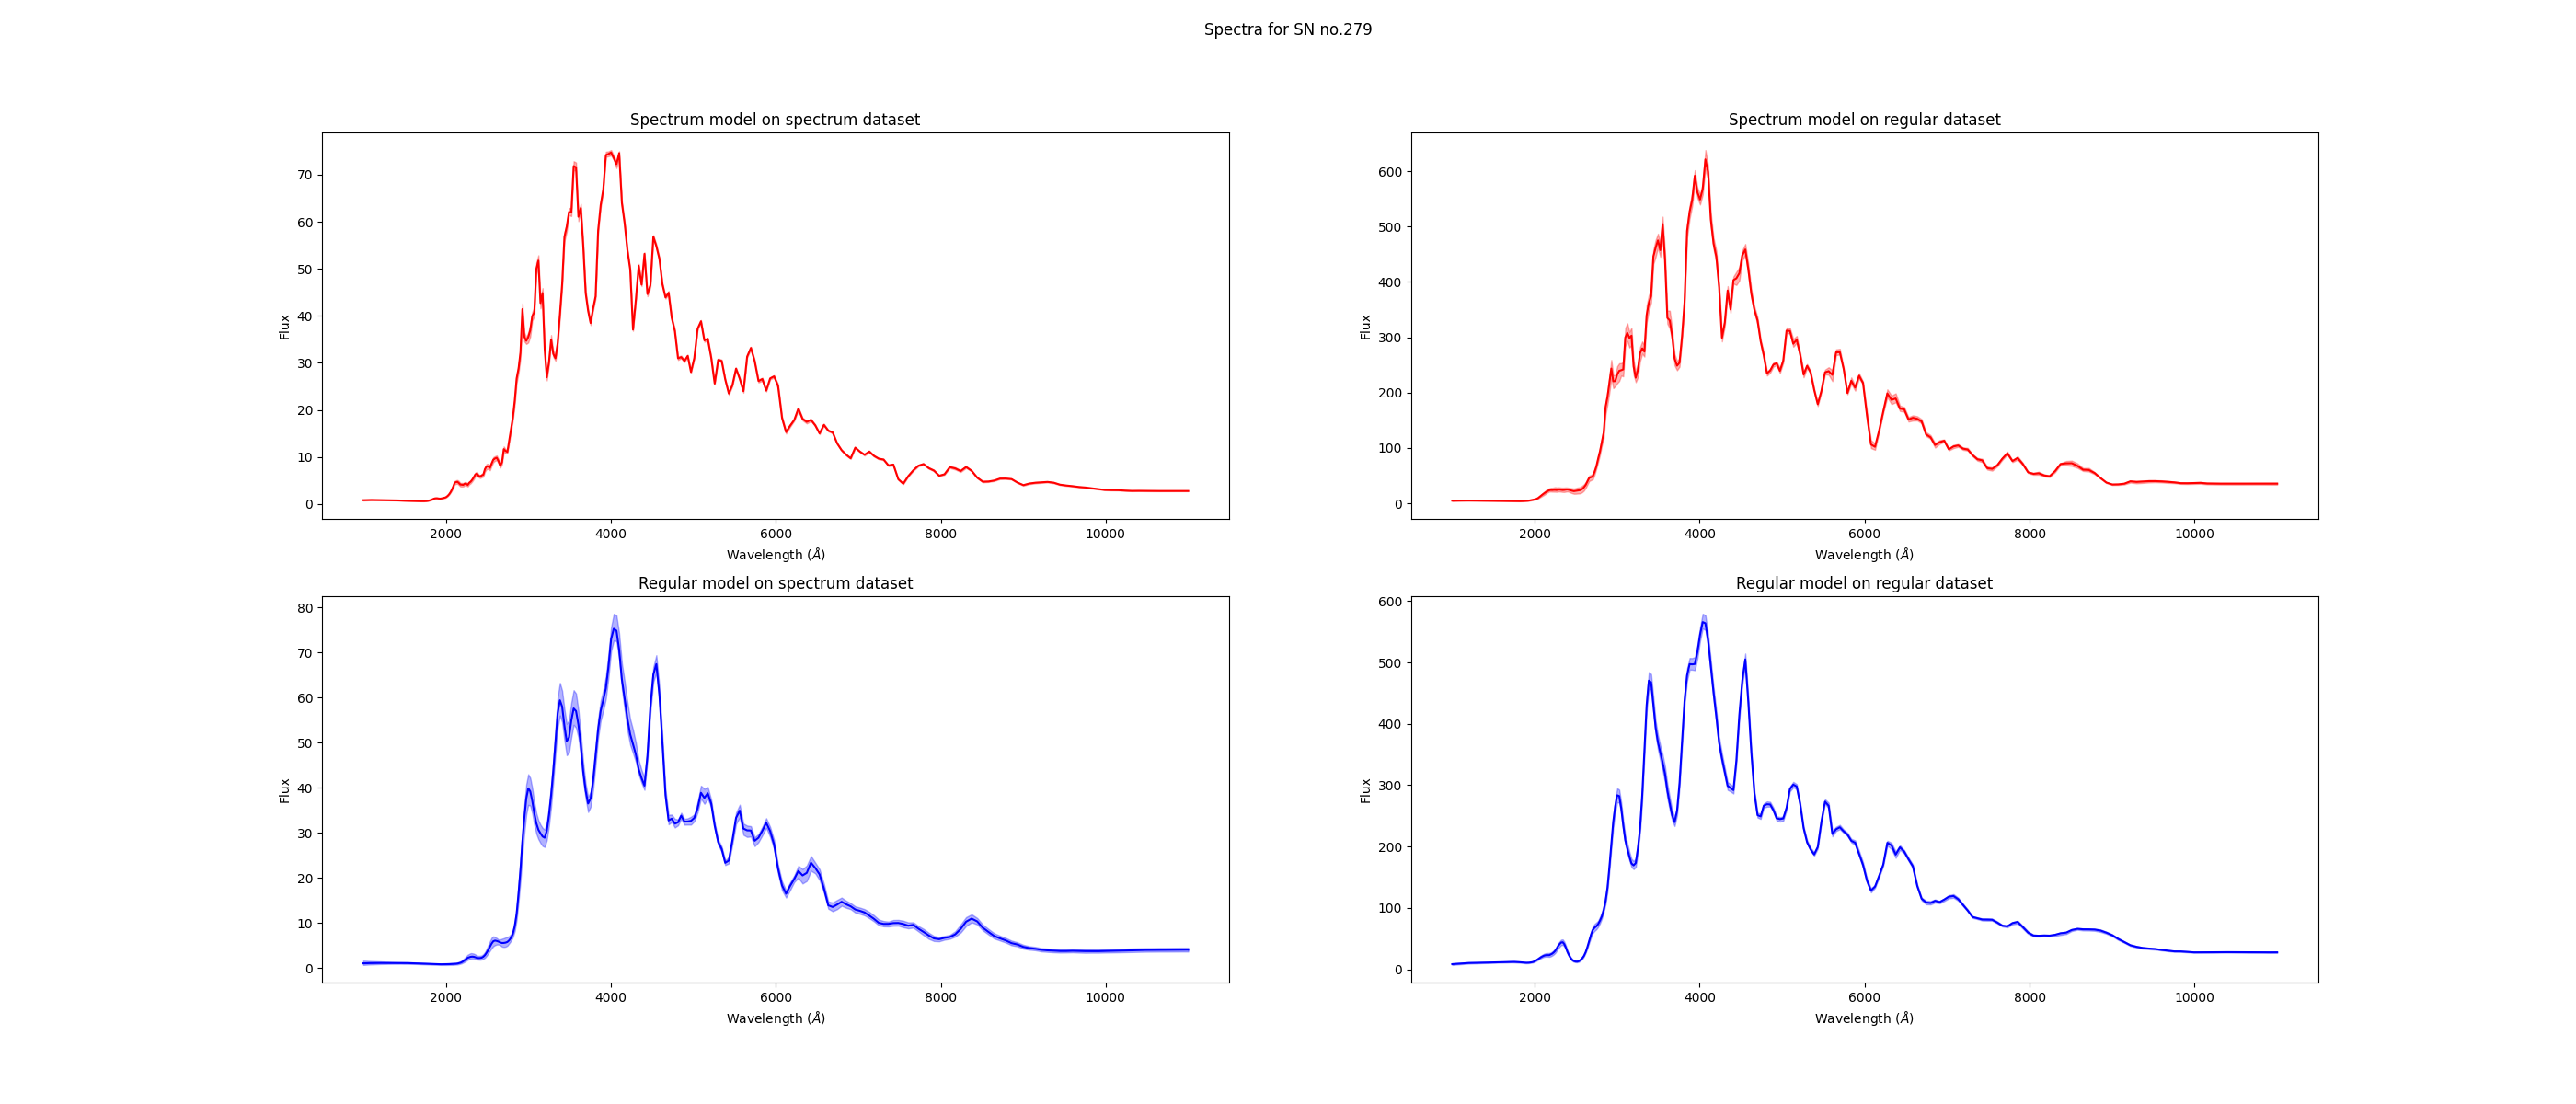 Spectra for SN no.279
Spectrum model on spectrum dataset
Flux
70
60
50
40
30
20
10
0
2000 4000 6000 8000 10000
Wavelength (Å)
Spectrum model on regular dataset
Flux
600
500
400
300
200
100
0
2000 4000 6000 8000 10000
Wavelength (Å)
Regular model on spectrum dataset
Flux
80
70
60
50
40
30
20
10
0
2000 4000 6000 8000 10000
Wavelength (Å)
Regular model on regular dataset
Flux
600
500
400
300
200
100
0
2000 4000 6000 8000 10000
Wavelength (Å)